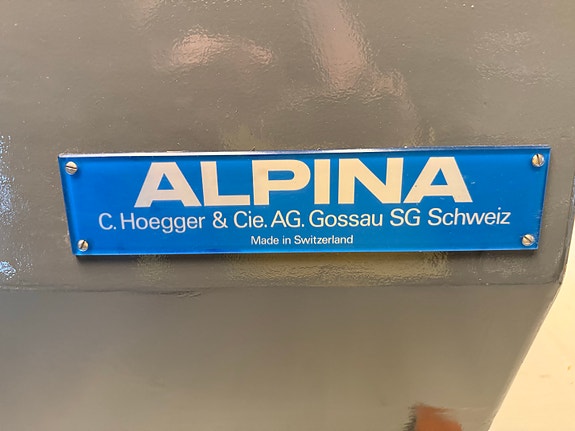 ALPINA
C. Hoegger & Cie. AG. Gossau SG Schweiz
Made in Switzerland